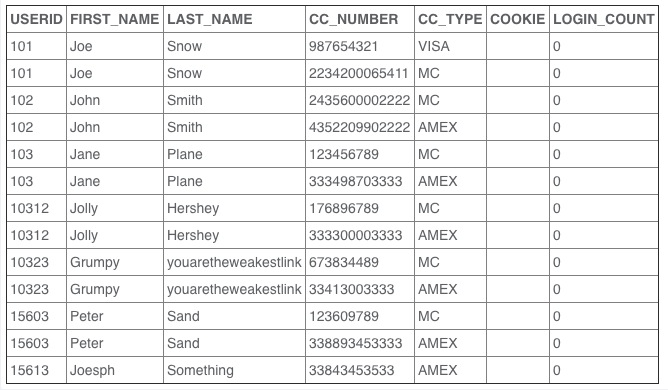 USERID FIRST_NAME LAST_NAME CC_NUMBER CC_TYPE COOKIE LOGIN_COUNT
101 Joe Snow 987654321 VISA 0
101 Joe Snow 2234200065411 MC 0
102 John Smith 2435600002222 MC 0
102 John Smith 4352209902222 AMEX 0
103 Jane Plane 123456789 MC 0
103 Jane Plane 333498703333 AMEX 0
10312 Jolly Hershey 176896789 MC 0
10312 Jolly Hershey 333300003333 AMEX 0
10323 Grumpy youaretheweakestlink 673834489 MC 0
10323 Grumpy youaretheweakestlink 33413003333 AMEX 0
15603 Peter Sand 123609789 MC 0
15603 Peter Sand 338893453333 AMEX 0
15613 Joesph Something 33843453533 AMEX 0